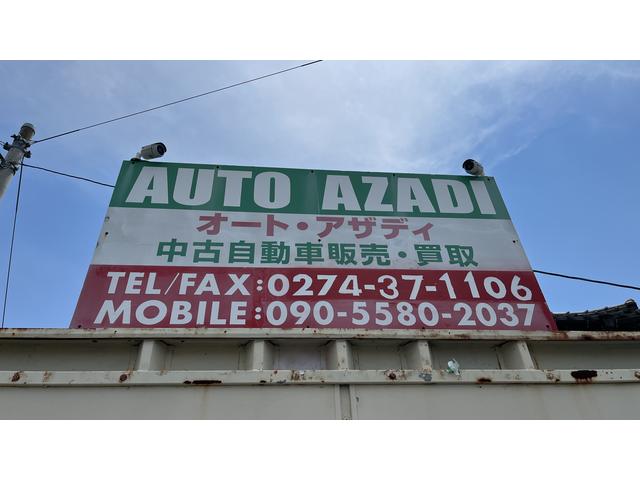 AUTO AZADI
オート・アザディ
中古自動車販売・買取
TEL/FAX:0274-37-1106
MOBILE:090-5580-2037